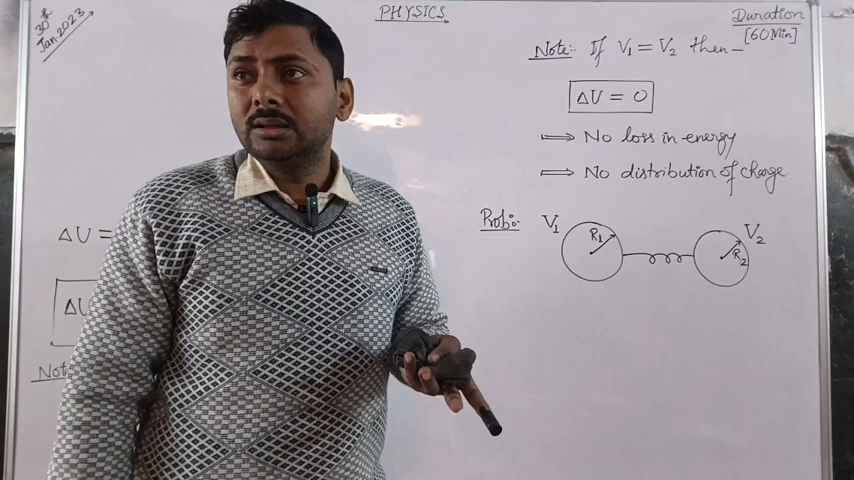 30th
Jan. 2023
PHYSICS
Duration
[60 Min]
Note:- If V1 = V2 then—
ΔU = 0
⟹ No loss in energy
⟹ No distribution of charge
Prob:-
V1
R1
V2
R2
ΔU =
ΔU
Not